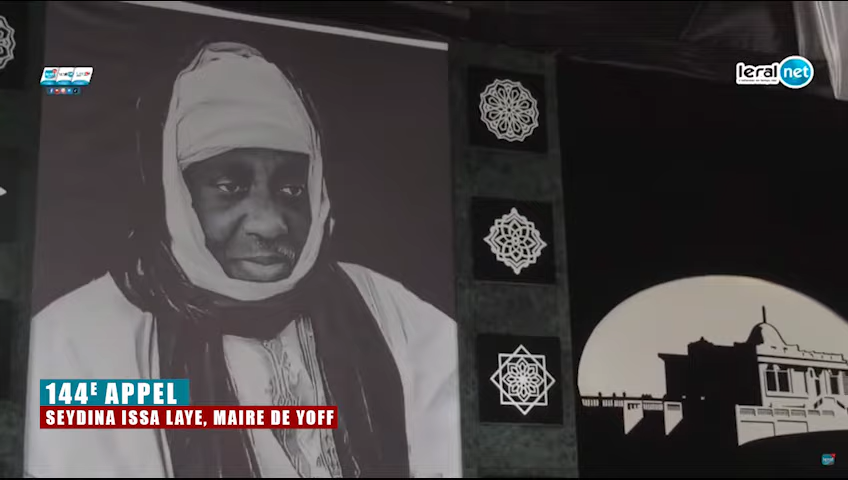 leral net
144E APPEL
SEYDINA ISSA LAYE, MAIRE DE YOFF